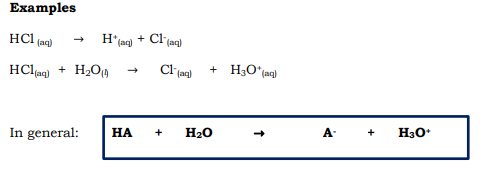 Examples
HCl (aq) → H⁺(aq) + Cl⁻(aq)
HCl(aq) + H₂O(l) → Cl⁻(aq) + H₃O⁺(aq)
In general: HA + H₂O → A⁻ + H₃O⁺